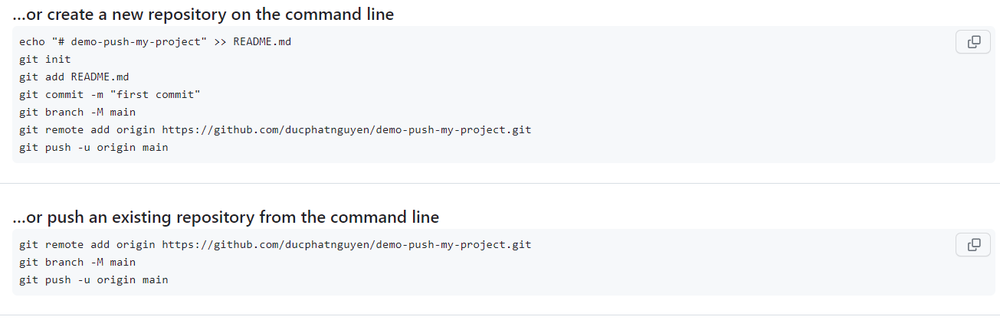 ...or create a new repository on the command line
echo "# demo-push-my-project" >> README.md
git init
git add README.md
git commit -m "first commit"
git branch -M main
git remote add origin https://github.com/ducphatnguyen/demo-push-my-project.git
git push -u origin main
...or push an existing repository from the command line
git remote add origin https://github.com/ducphatnguyen/demo-push-my-project.git
git branch -M main
git push -u origin main